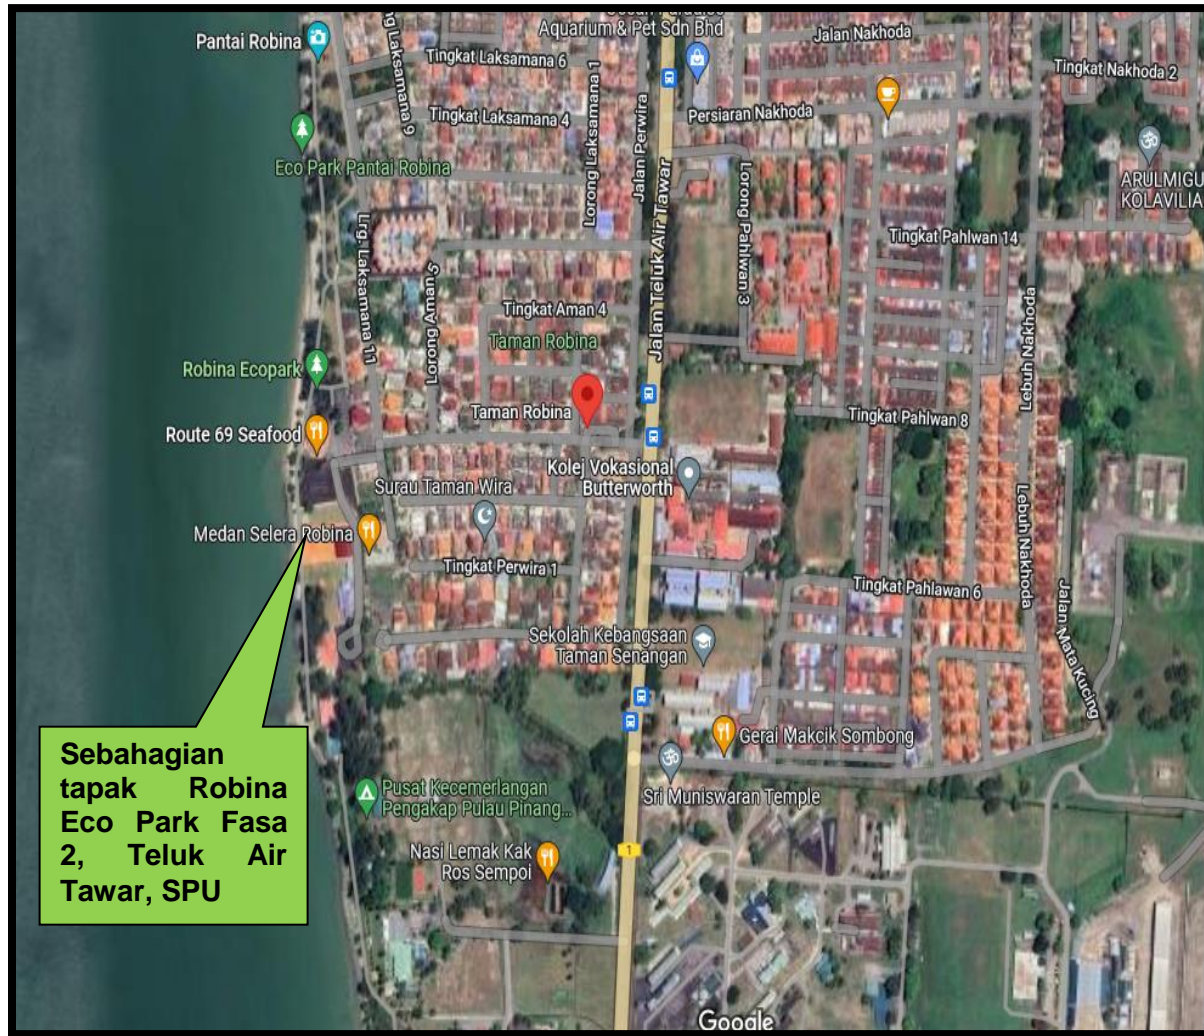 Aquarium & Pet Sdn Bhd
Pantai Robina
Tingkat Laksamana 6
Lorong Laksamana 1
Jalan Perwira
Jalan Nakhoda
Tingkat Nakhoda 2
Tingkat Laksamana 4
Persiaran Nakhoda
Eco Park Pantai Robina
Jalan Teluk Air Tawar
Lorong Pahlwan 3
ARULMIGU
KOLAVILIA
Tingkat Pahlwan 14
Lrg. Laksamana 11
Lorong Aman 5
Tingkat Aman 4
Taman Robina
Lebuh Nakhoda
Robina Ecopark
Taman Robina
Tingkat Pahlwan 8
Route 69 Seafood
Kolej Vokasional
Butterworth
Surau Taman Wira
Medan Selera Robina
Tingkat Perwira 1
Lebuh Nakhoda
Tingkat Pahlawan 6
Jalan Mata Kucing
Sekolah Kebangsaan
Taman Senangan
Gerai Makcik Sombong
Sri Muniswaran Temple
Sebahagian
tapak Robina
Eco Park Fasa
2, Teluk Air
Tawar, SPU
Pusat Kecemerlangan
Pengakap Pulau Pinang...
Nasi Lemak Kak
Ros Sempoi
1
Google